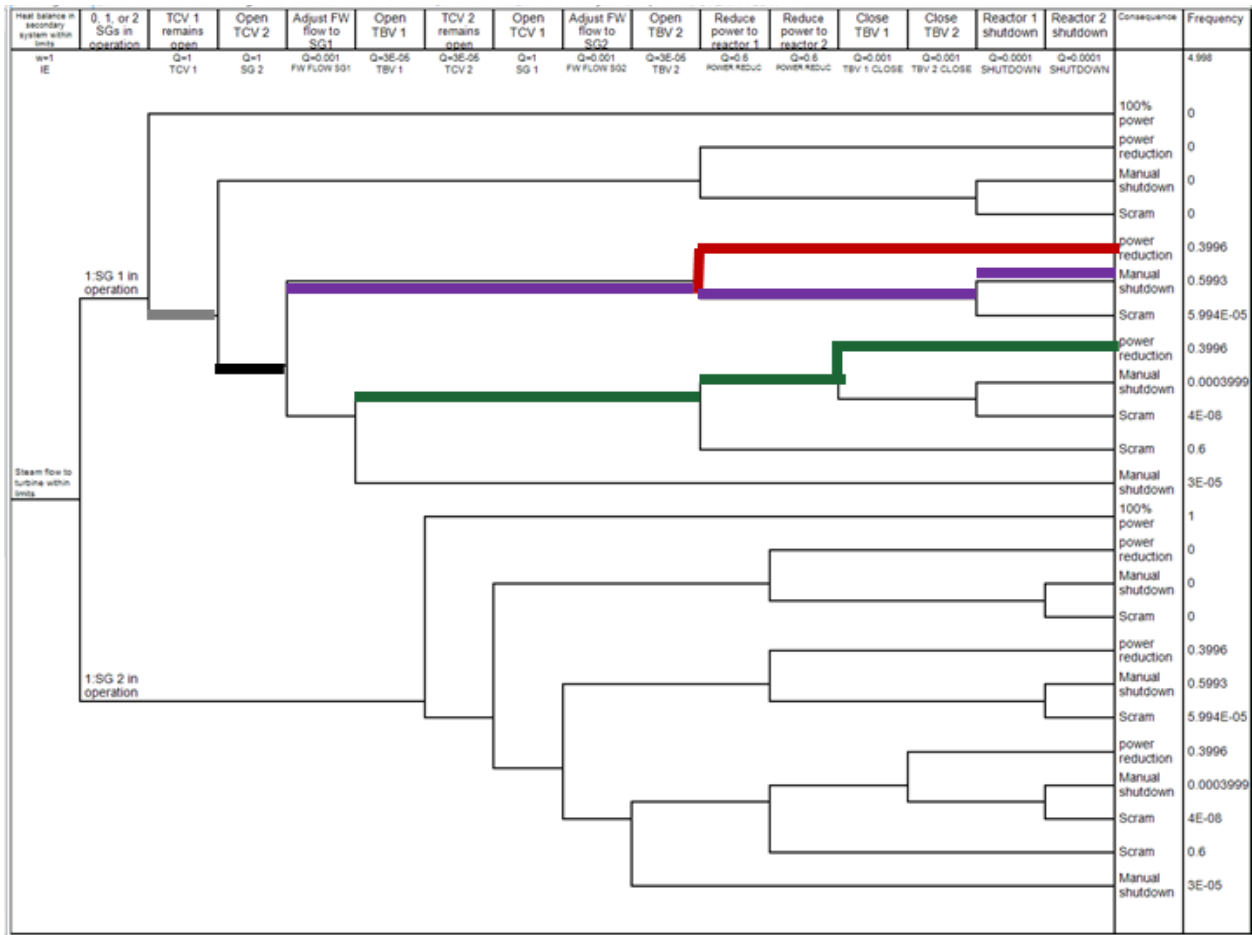 Heat balance in
secondary
system within
limits
0, 1, or 2
SGs in
operation
TCV 1
remains
open
Open
TCV 2
Adjust FW
flow to
SG1
Open
TBV 1
TCV 2
remains
open
Open
TCV 1
Adjust FW
flow to
SG2
Open
TBV 2
Reduce
power to
reactor 1
Reduce
power to
reactor 2
Close
TBV 1
Close
TBV 2
Reactor 1
shutdown
Reactor 2
shutdown
Consequence
Frequency
w=1
IE
Q=1
TCV 1
Q=1
SG 2
Q=0.001
FW FLOW SG1
Q=3E-05
TBV 1
Q=3E-05
TCV 2
Q=1
SG 1
Q=0.001
FW FLOW SG2
Q=3E-05
TBV 2
Q=0.6
POWER REDUC
Q=0.6
POWER REDUC
Q=0.001
TBV 1 CLOSE
Q=0.001
TBV 2 CLOSE
Q=0.0001
SHUTDOWN
Q=0.0001
SHUTDOWN
4.998
100%
power
0
power
reduction
0
Manual
shutdown
0
Scram
0
1:SG 1 in
operation
power
reduction
0.3996
Manual
shutdown
0.5993
Scram
5.994E-05
power
reduction
0.3996
Manual
shutdown
0.0003999
Scram
4E-08
Scram
0.6
Steam flow to
turbine within
limits
Manual
shutdown
3E-05
100%
power
1
power
reduction
0
Manual
shutdown
0
Scram
0
1:SG 2 in
operation
power
reduction
0.3996
Manual
shutdown
0.5993
Scram
5.994E-05
power
reduction
0.3996
Manual
shutdown
0.0003999
Scram
4E-08
Scram
0.6
Manual
shutdown
3E-05